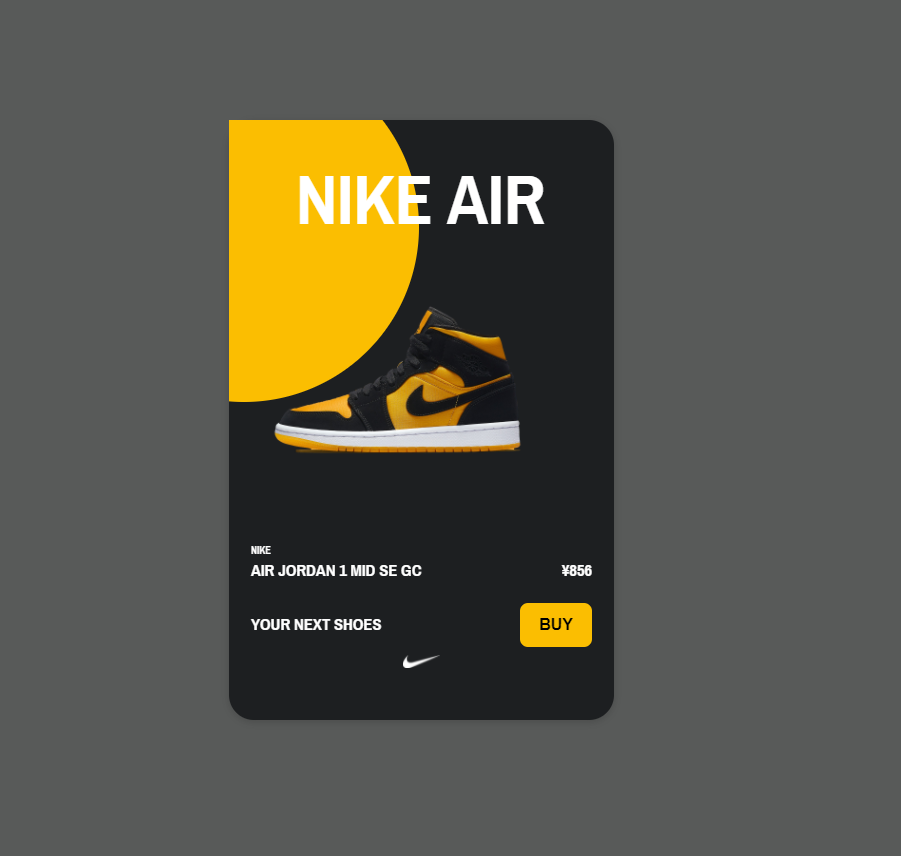 NIKE AIR
NIKE
AIR JORDAN 1 MID SE GC
¥856
YOUR NEXT SHOES
BUY